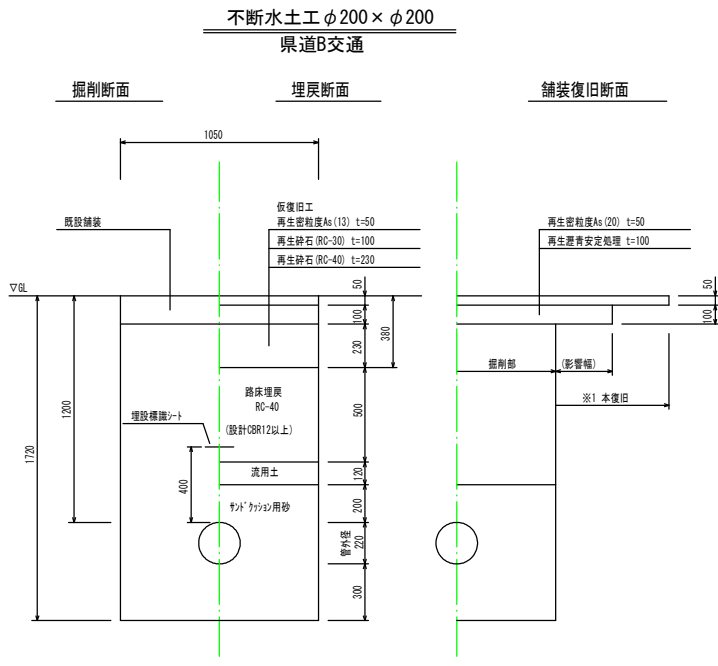 不断水土工φ200×φ200
県道B交通
掘削断面
埋戻断面
舗装復旧断面
1050
既設舗装
仮復旧工
再生密粒度As(13) t=50
再生砕石(RC-30) t=100
再生砕石(RC-40) t=230
再生密粒度As(20) t=50
再生瀝青安定処理 t=100
▽GL
50
100
230
380
50
100
掘削部
(影響幅)
※1 本復旧
路床埋戻
RC-40
(設計CBR12以上)
500
1200
1720
埋設標識シート
400
流用土
120
サンドクッション用砂
200
管外径
220
300